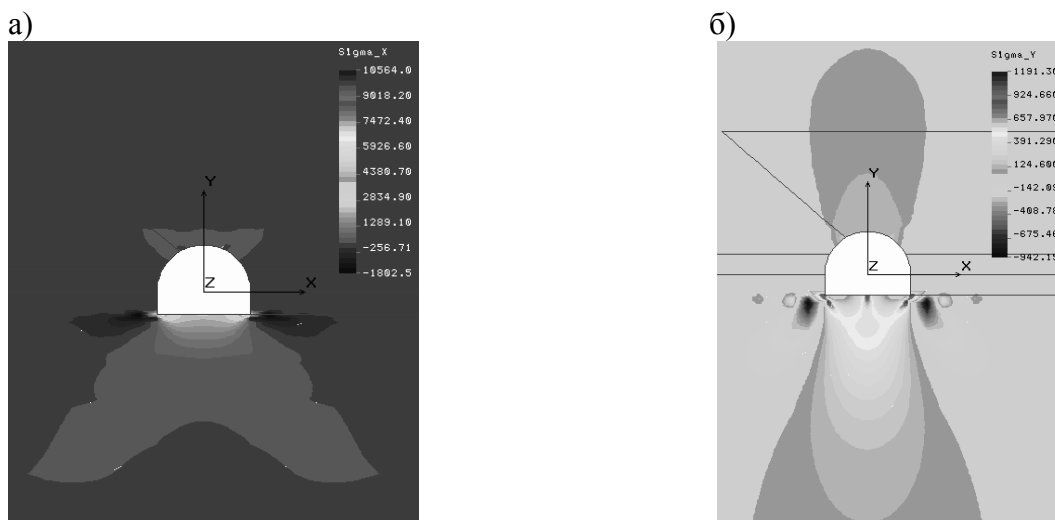 а)
б)
Sigma_X
10564.0
9018.20
7472.40
5926.60
4380.70
2834.90
1289.10
-256.71
-1802.5
Y
Z
X
Sigma_Y
1191.30
924.660
657.970
391.290
124.600
-142.09
-408.78
-675.46
-942.15
Y
Z
X